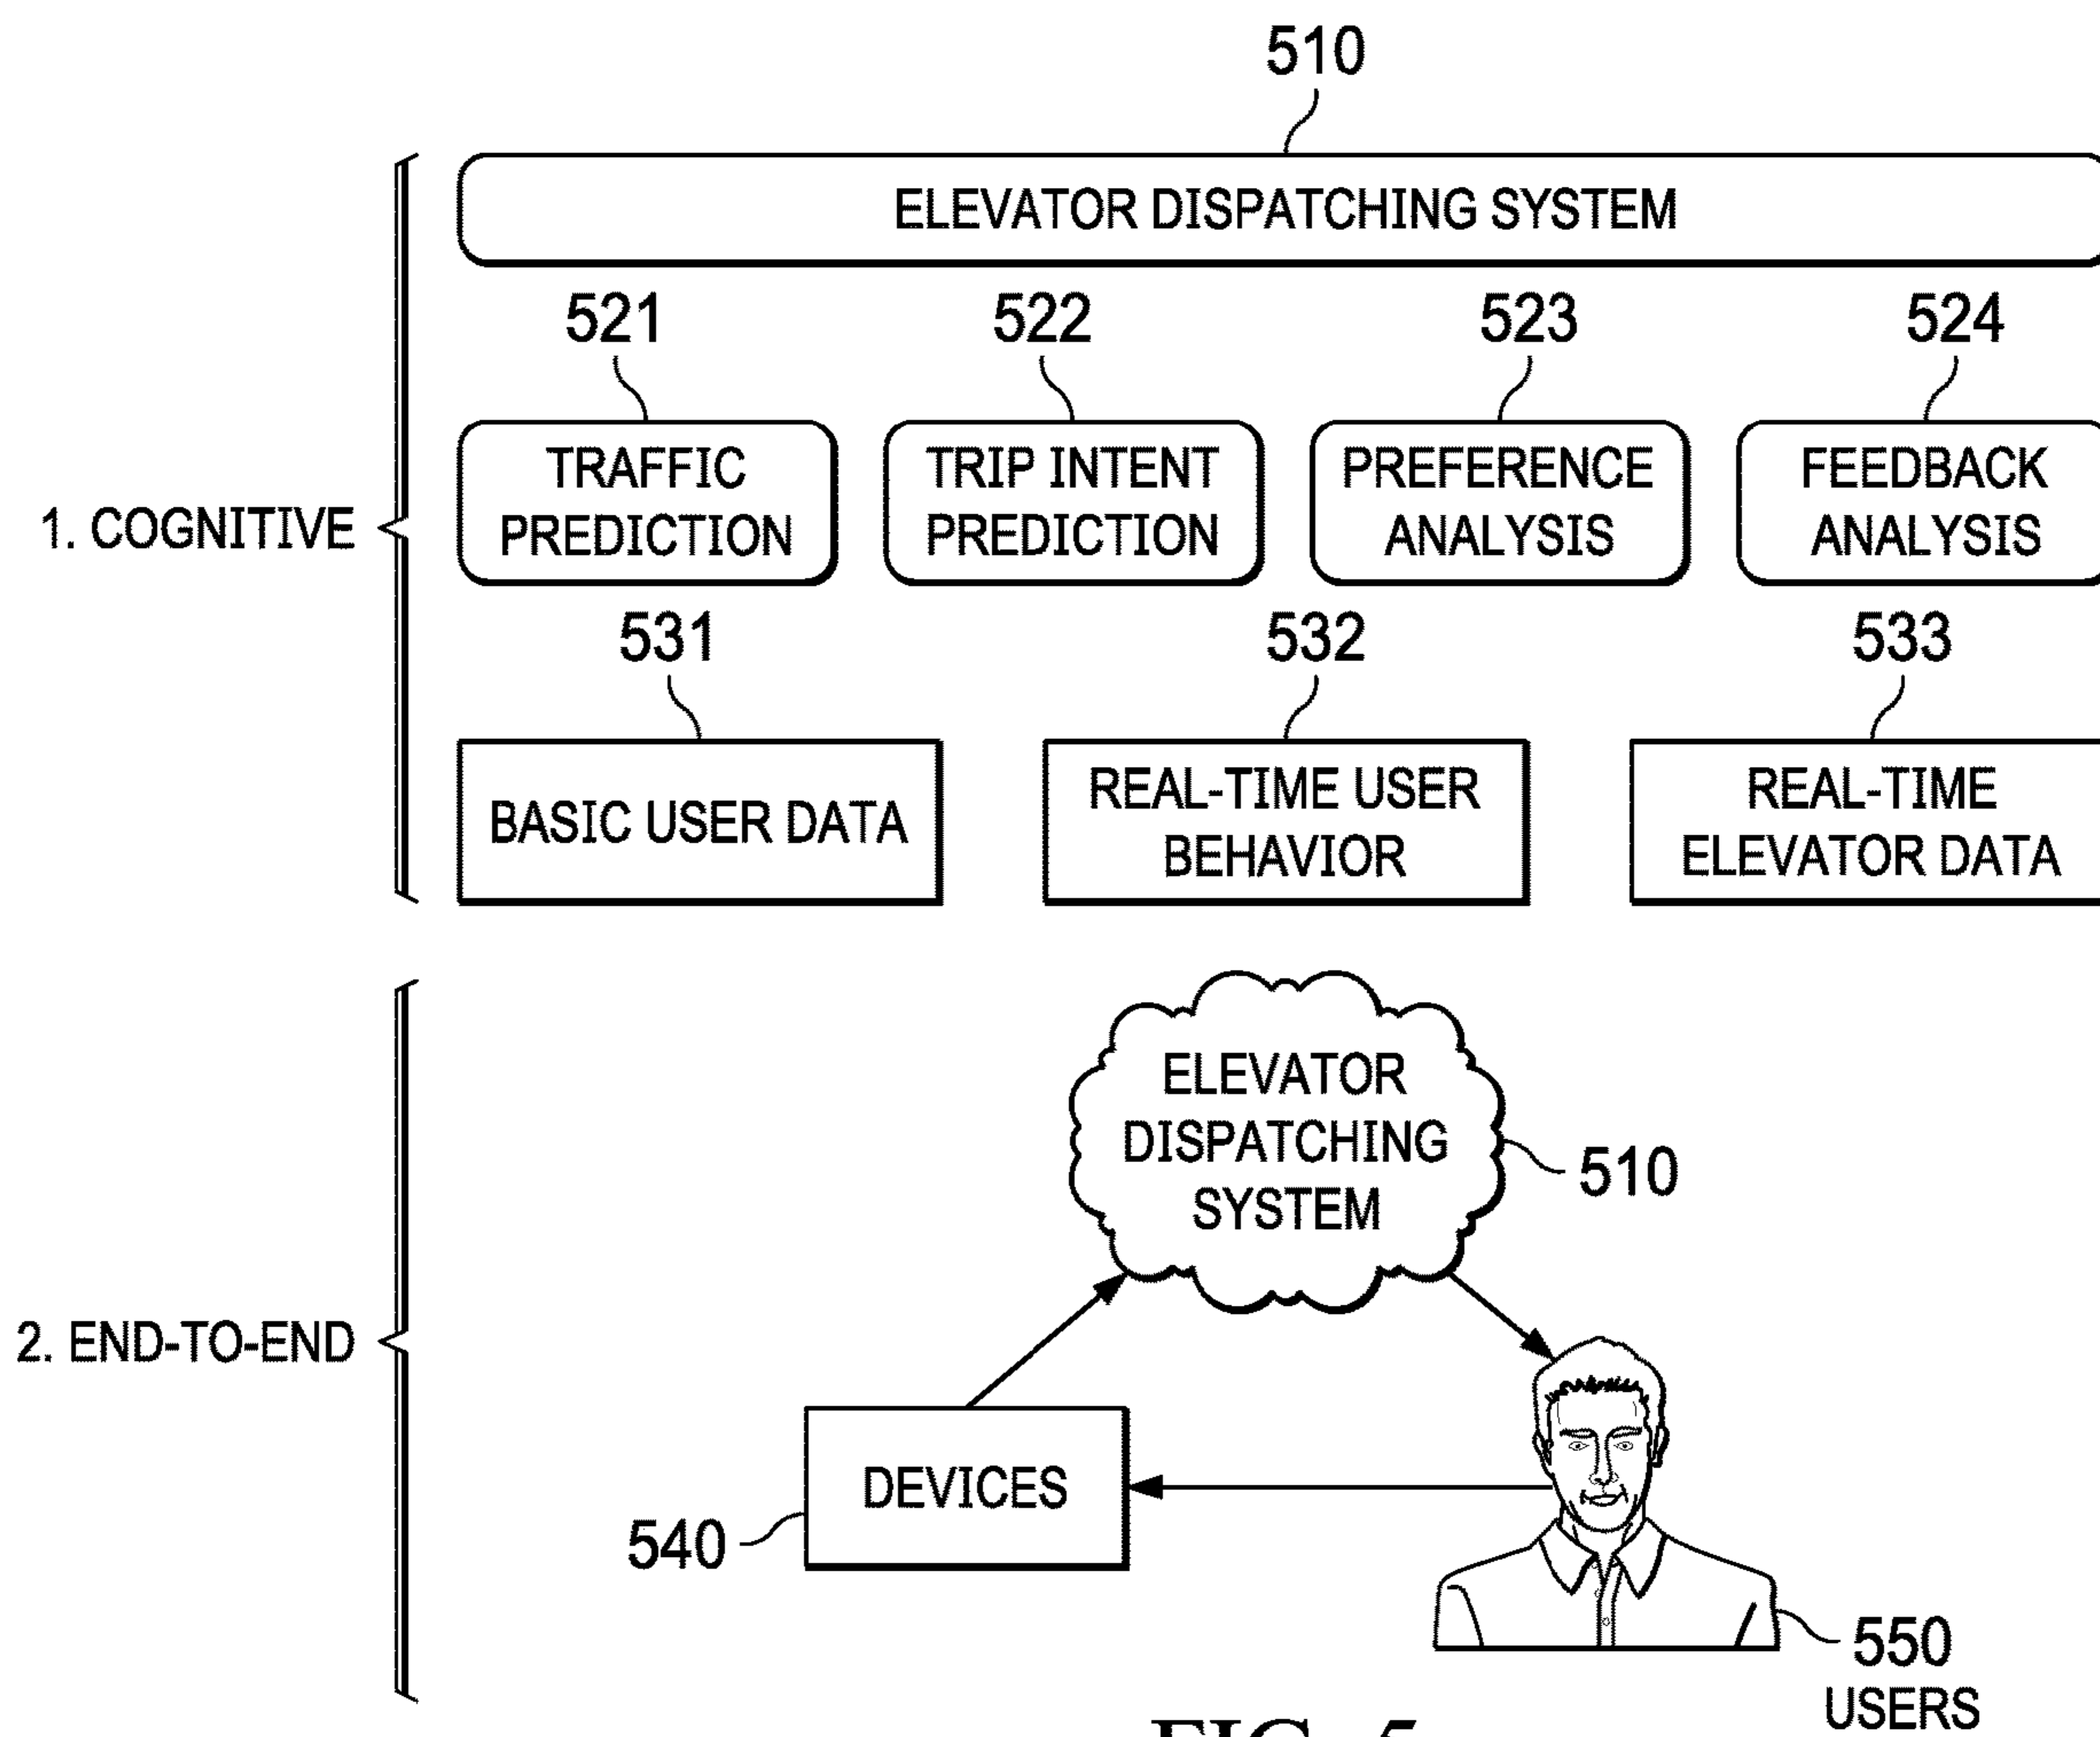 510
ELEVATOR DISPATCHING SYSTEM
521
522
523
524
TRAFFIC
PREDICTION
TRIP INTENT
PREDICTION
PREFERENCE
ANALYSIS
FEEDBACK
ANALYSIS
1. COGNITIVE
531
532
533
BASIC USER DATA
REAL-TIME USER
BEHAVIOR
REAL-TIME
ELEVATOR DATA
ELEVATOR
DISPATCHING
SYSTEM
510
2. END-TO-END
DEVICES
540
550
USERS
FIG. 5